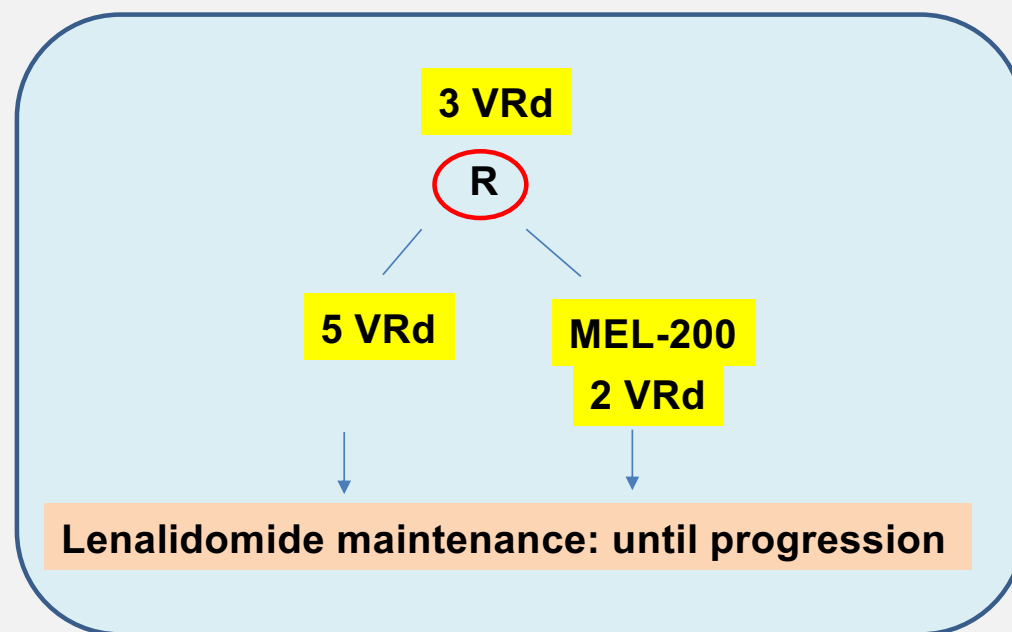 3 VRd
R
5 VRd
MEL-200
2 VRd
Lenalidomide maintenance: until progression